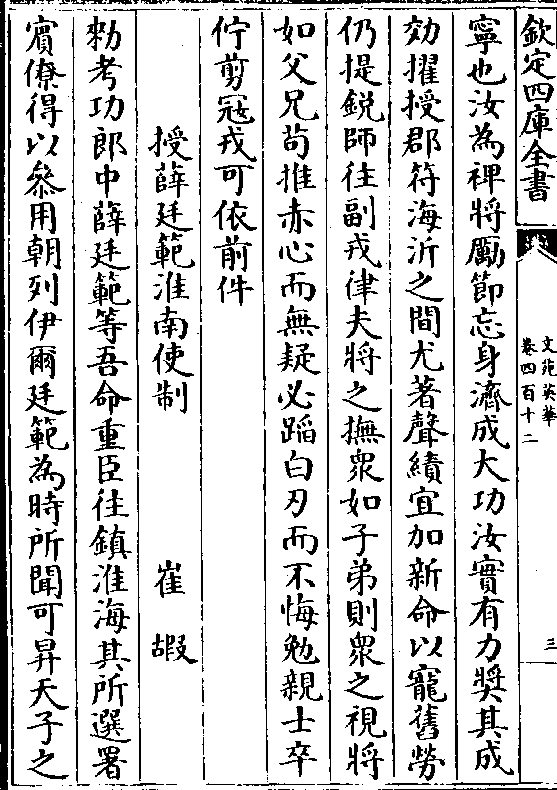 欽定四庫全書
文苑英華
卷四百十二
三
寧也汝為禆將勵節忘身濟成大功汝實有力奬其成
効擢授郡符海沂之間尤著聲績宜加新命以寵舊勞
仍提鋭師往副戎律夫將之撫衆如子弟則衆之視將
如父兄苟推赤心而無疑必蹈白刃而不悔勉親士卒
佇剪冦戎可依前件
授薛廷範淮南使制 崔嘏
勑考功郎中薛廷範等吾命重臣往鎮淮海其所選署
賓僚得以叅用朝列伊爾廷範為時所聞可昇天子之